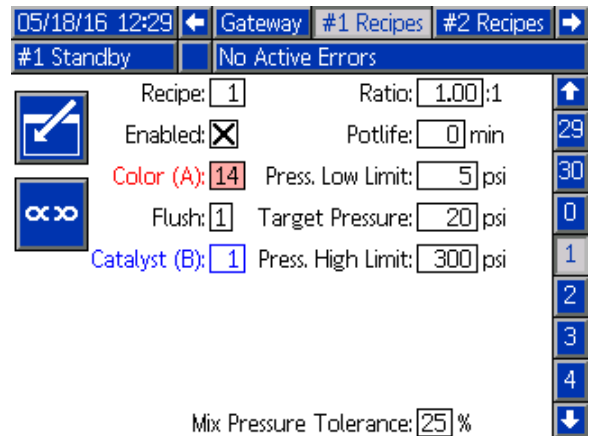 05/18/16 12:29 Gateway #1 Recipes #2 Recipes
#1 Standby No Active Errors
Recipe: 1 Ratio: 1.00 :1
Enabled: X Potlife: 0 min
Color (A): 14 Press. Low Limit: 5 psi
Flush: 1 Target Pressure: 20 psi
Catalyst (B): 1 Press. High Limit: 300 psi
Mix Pressure Tolerance: 25 %
29
30
0
1
2
3
4